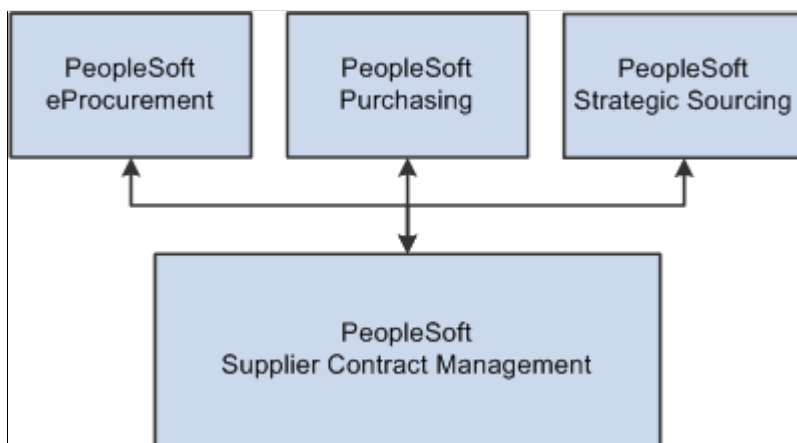 PeopleSoft
eProcurement
PeopleSoft
Purchasing
PeopleSoft
Strategic Sourcing
PeopleSoft
Supplier Contract Management